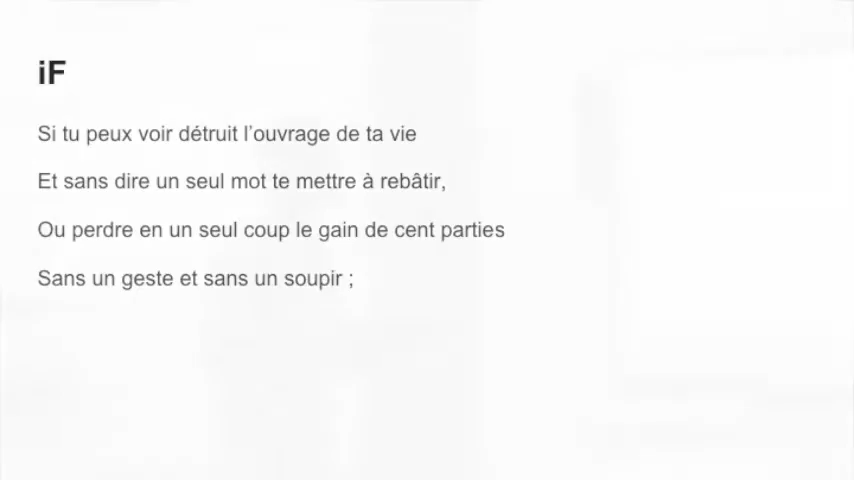 iF
Si tu peux voir détruit l’ouvrage de ta vie
Et sans dire un seul mot te mettre à rebâtir,
Ou perdre en un seul coup le gain de cent parties
Sans un geste et sans un soupir ;